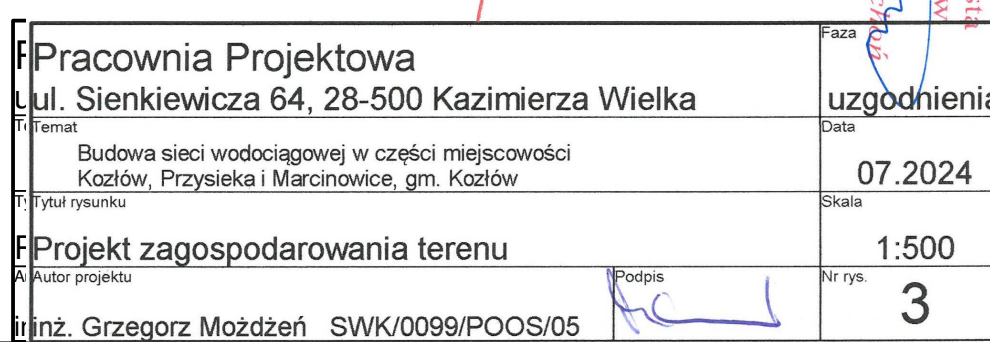 Pracownia Projektowa
ul. Sienkiewicza 64, 28-500 Kazimierza Wielka
Faza
uzgodnienia
Temat
Budowa sieci wodociągowej w części miejscowości
Kozłów, Przysieka i Marcinowice, gm. Kozłów
Data
07.2024
Tytuł rysunku
Projekt zagospodarowania terenu
Skala
1:500
Autor projektu
inż. Grzegorz Możdżeń SWK/0099/POOS/05
Podpis
Nr rys.
3